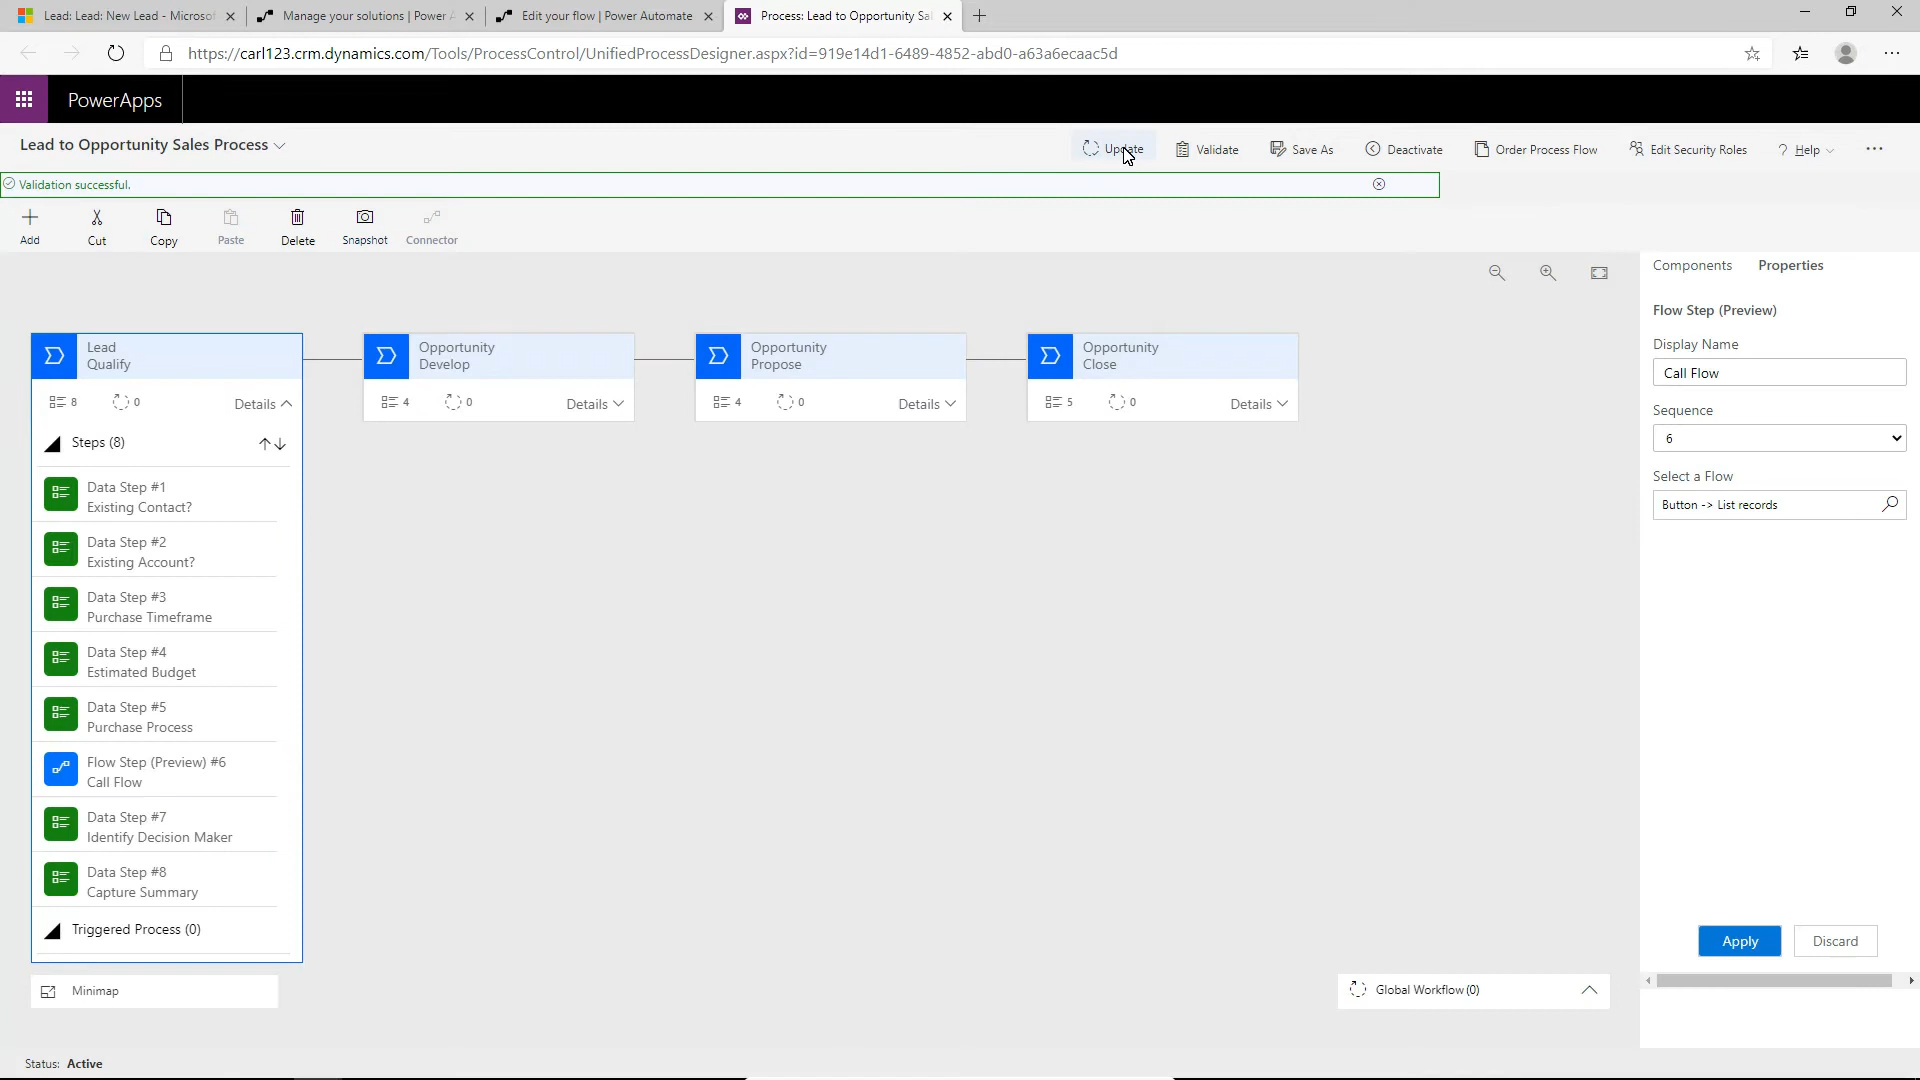 Lead: Lead: New Lead - Microsof
Manage your solutions | Power A
Edit your flow | Power Automate
Process: Lead to Opportunity Sal
https://carl123.crm.dynamics.com/Tools/ProcessControl/UnifiedProcessDesigner.aspx?id=919e14d1-6489-4852-abd0-a63a6ecaac5d
PowerApps
Lead to Opportunity Sales Process
Update
Validate
Save As
Deactivate
Order Process Flow
Edit Security Roles
? Help
Validation successful.
Add
Cut
Copy
Paste
Delete
Snapshot
Connector
Components
Properties
Lead
Qualify
8
0
Details
Opportunity
Develop
4
0
Details
Opportunity
Propose
4
0
Details
Opportunity
Close
5
0
Details
Steps (8)
Data Step #1
Existing Contact?
Data Step #2
Existing Account?
Data Step #3
Purchase Timeframe
Data Step #4
Estimated Budget
Data Step #5
Purchase Process
Flow Step (Preview) #6
Call Flow
Data Step #7
Identify Decision Maker
Data Step #8
Capture Summary
Triggered Process (0)
Minimap
Global Workflow (0)
Flow Step (Preview)
Display Name
Call Flow
Sequence
6
Select a Flow
Button -> List records
Apply
Discard
Status: Active